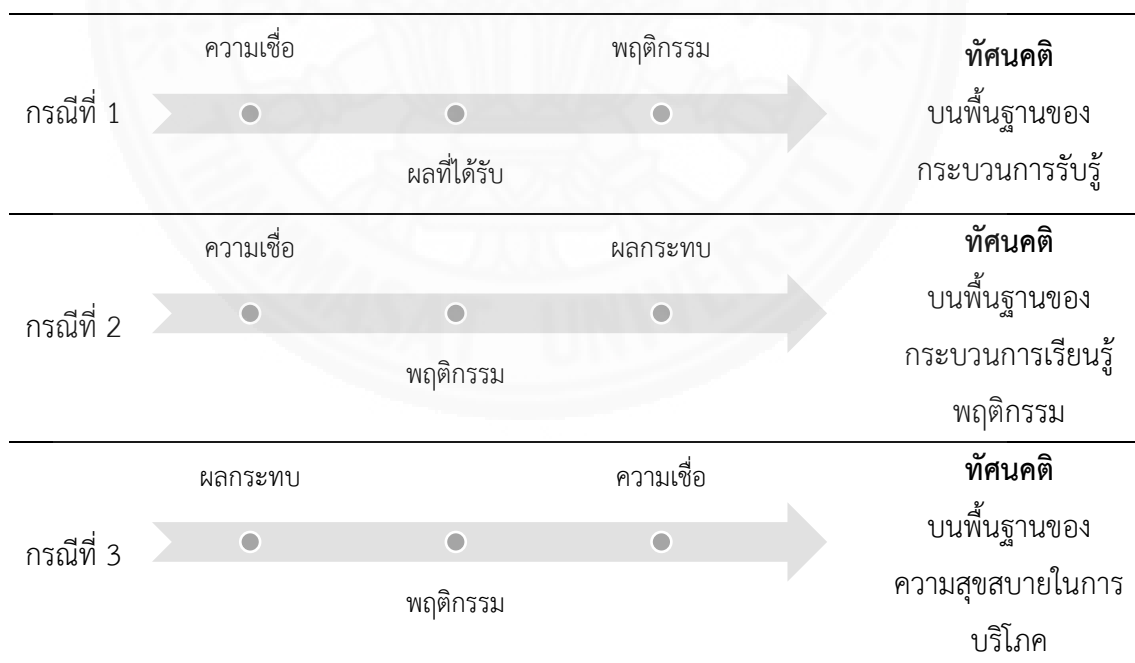 ความเชื่อ
พฤติกรรม
กรณีที่ 1
ผลที่ได้รับ
ทัศนคติ
บนพื้นฐานของ
กระบวนการรับรู้
ความเชื่อ
ผลกระทบ
กรณีที่ 2
พฤติกรรม
ทัศนคติ
บนพื้นฐานของ
กระบวนการเรียนรู้
พฤติกรรม
ผลกระทบ
ความเชื่อ
กรณีที่ 3
พฤติกรรม
ทัศนคติ
บนพื้นฐานของ
ความสุขสบายในการ
บริโภค